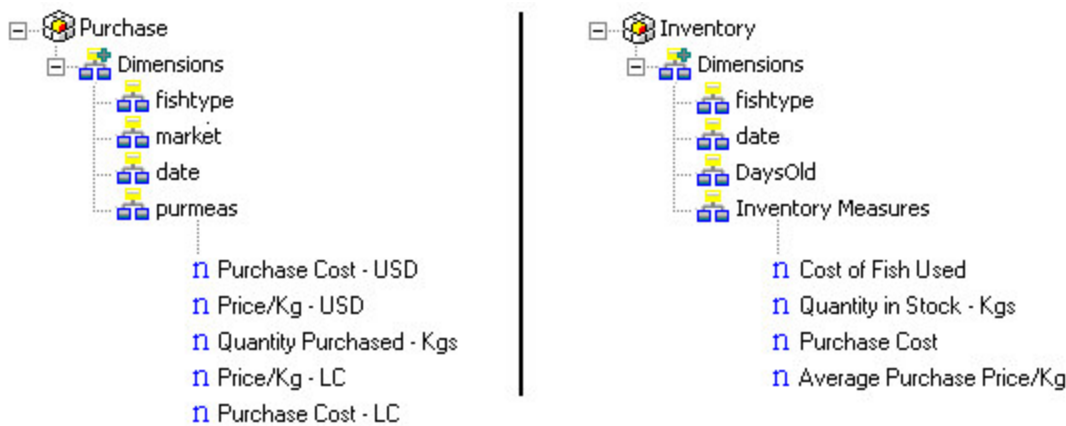 Purchase
Dimensions
fishtype
market
date
purmeas
n Purchase Cost - USD
n Price/Kg - USD
n Quantity Purchased - Kgs
n Price/Kg - LC
n Purchase Cost - LC
Inventory
Dimensions
fishtype
date
DaysOld
Inventory Measures
n Cost of Fish Used
n Quantity in Stock - Kgs
n Purchase Cost
n Average Purchase Price/Kg